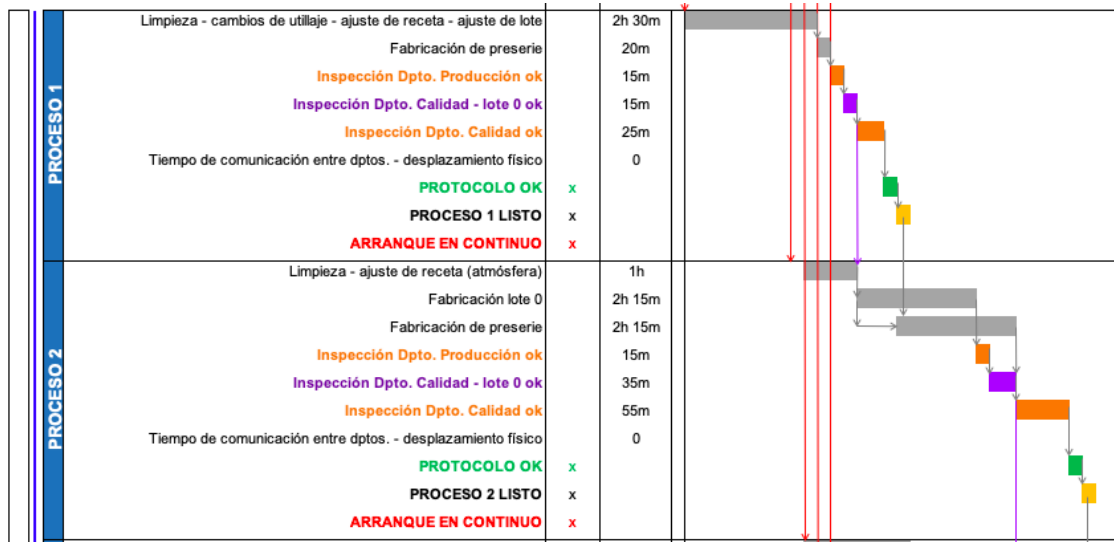 PROCESO 1
Limpieza - cambios de utillaje - ajuste de receta - ajuste de lote 2h 30m
Fabricación de preserie 20m
Inspección Dpto. Producción ok 15m
Inspección Dpto. Calidad - lote 0 ok 15m
Inspección Dpto. Calidad ok 25m
Tiempo de comunicación entre dptos. - desplazamiento físico 0
PROTOCOLO OK x
PROCESO 1 LISTO x
ARRANQUE EN CONTINUO x
PROCESO 2
Limpieza - ajuste de receta (atmósfera) 1h
Fabricación lote 0 2h 15m
Fabricación de preserie 2h 15m
Inspección Dpto. Producción ok 15m
Inspección Dpto. Calidad - lote 0 ok 35m
Inspección Dpto. Calidad ok 55m
Tiempo de comunicación entre dptos. - desplazamiento físico 0
PROTOCOLO OK x
PROCESO 2 LISTO x
ARRANQUE EN CONTINUO x